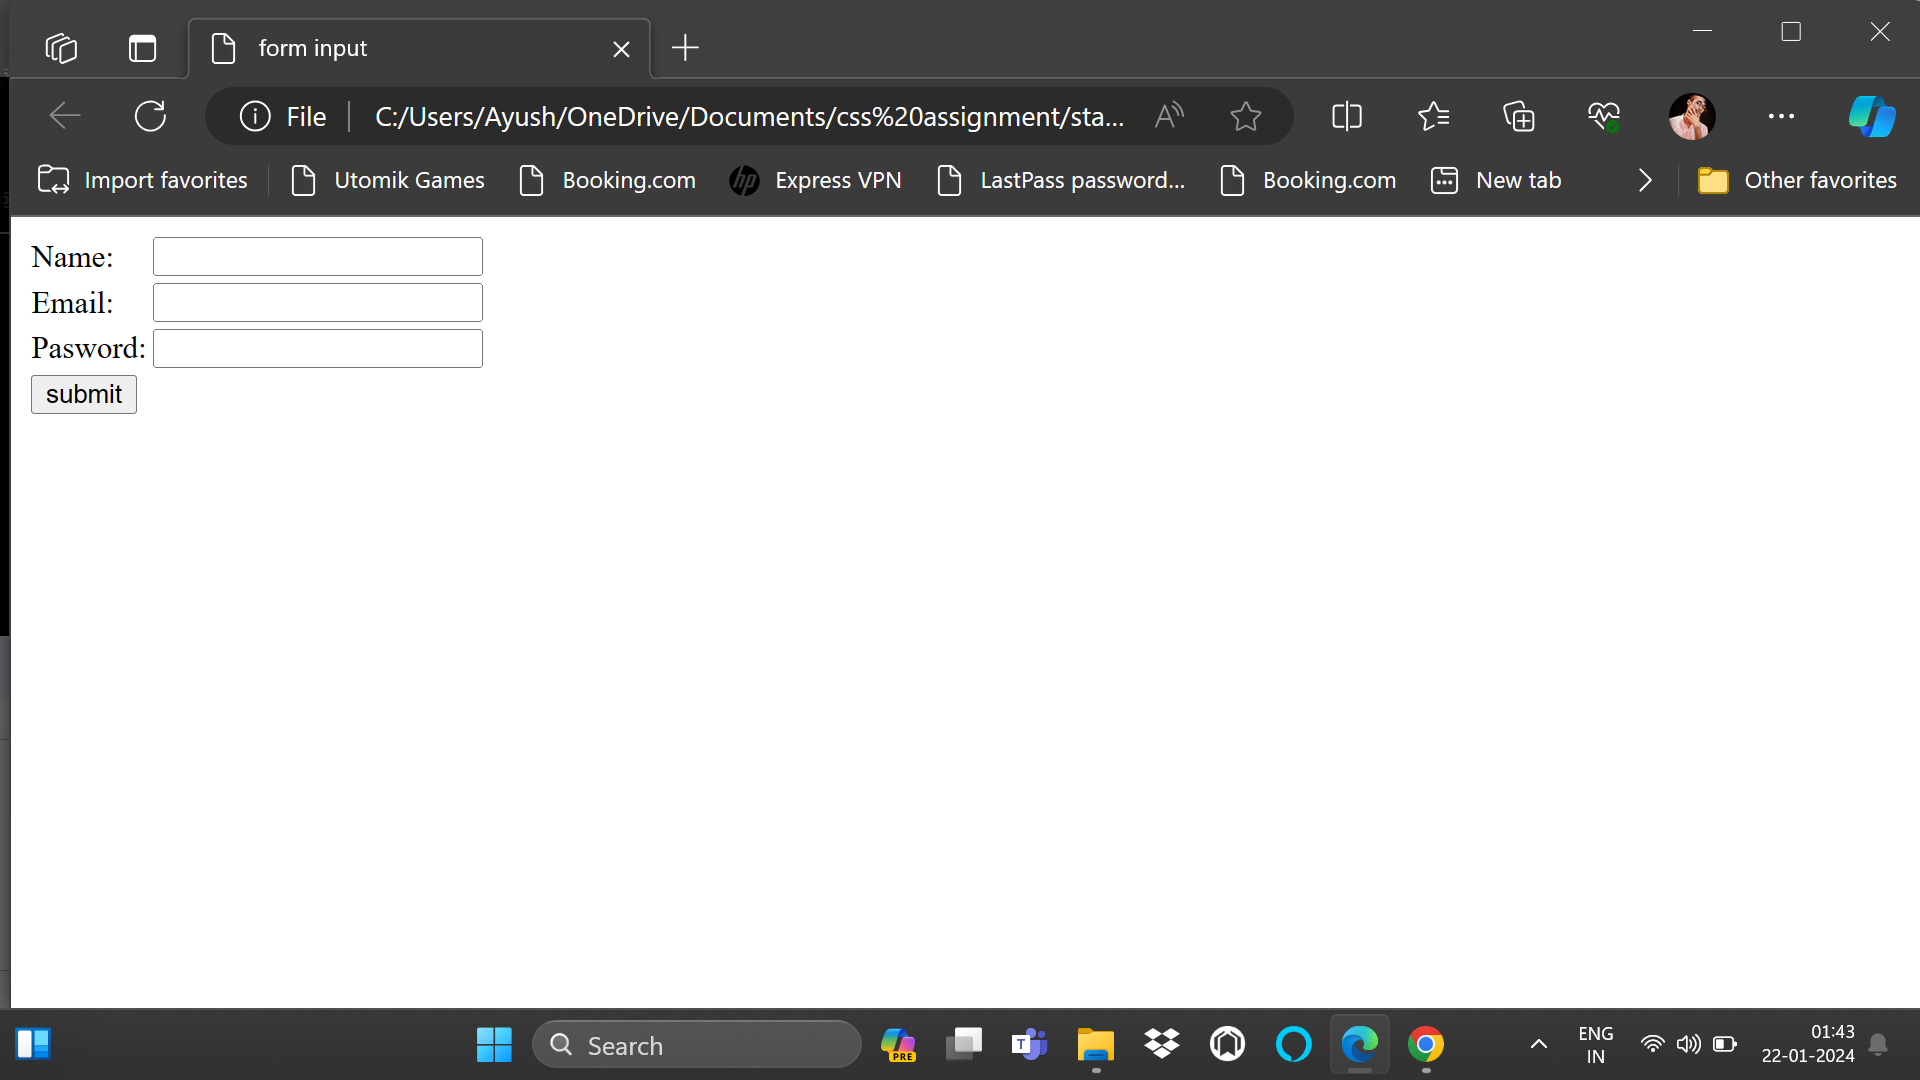 form input
File C:/Users/Ayush/OneDrive/Documents/css%20assignment/sta...
Import favorites Utomik Games Booking.com Express VPN LastPass password... Booking.com New tab Other favorites
Name:
Email:
Pasword:
submit
Search
PRE
ENG
IN
01:43
22-01-2024